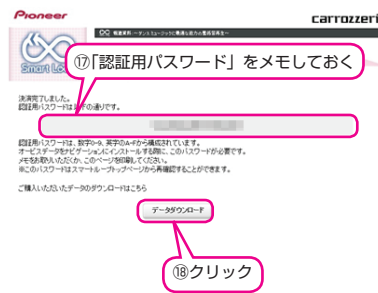 Pioneer
carrozzeri
Smart Lo
⑰「認証用パスワード」をメモしておく
決済完了しました。
認証用パスワードは以下の通りです。
認証用パスワードは、数字0-9、英字のA-Fから構成されています。
オービスデータをナビゲーションにインストールする際に、このパスワードが必要です。
メモをお取りいただくか、このページを印刷してください。
※このパスワードはスマートループトップページから再確認することができます。
ご購入いただいたデータのダウンロードはこちら
データダウンロード
⑱クリック